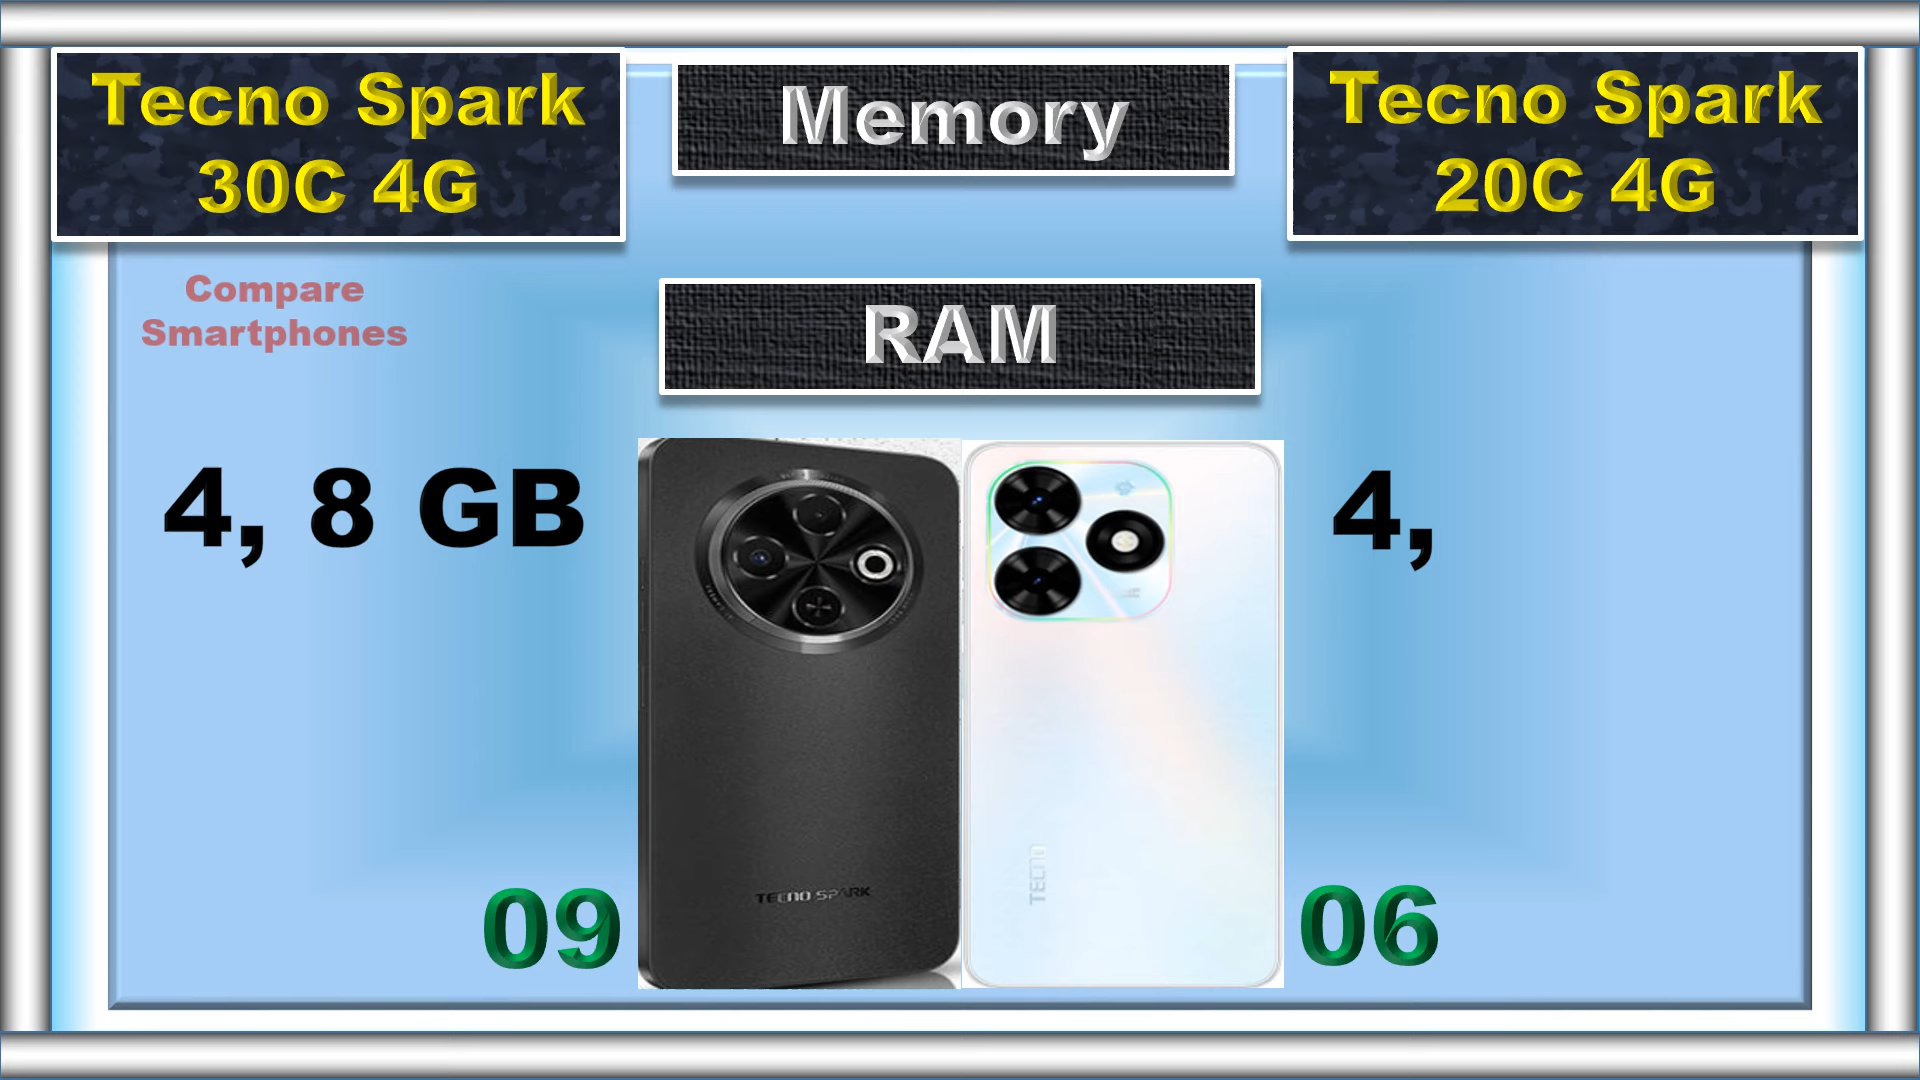 Tecno Spark
30C 4G
Memory
Tecno Spark
20C 4G
Compare
Smartphones
RAM
4, 8 GB
4,
TECNO SPARK
TECNO
09
06